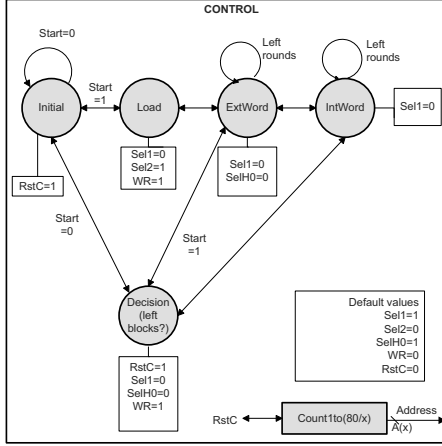 CONTROL
Start=0
Left
rounds
Left
rounds
Start
=1
Initial
Load
ExtWord
IntWord
Sel1=0
RstC=1
Sel1=0
Sel2=1
WR=1
Sel1=0
SelH0=0
Start
=0
Start
=1
Decision
(left
blocks?)
RstC=1
Sel1=0
SelH0=0
WR=1
Default values
Sel1=1
Sel2=0
SelH0=1
WR=0
RstC=0
RstC
Count1to(80/x)
Address
A(x)